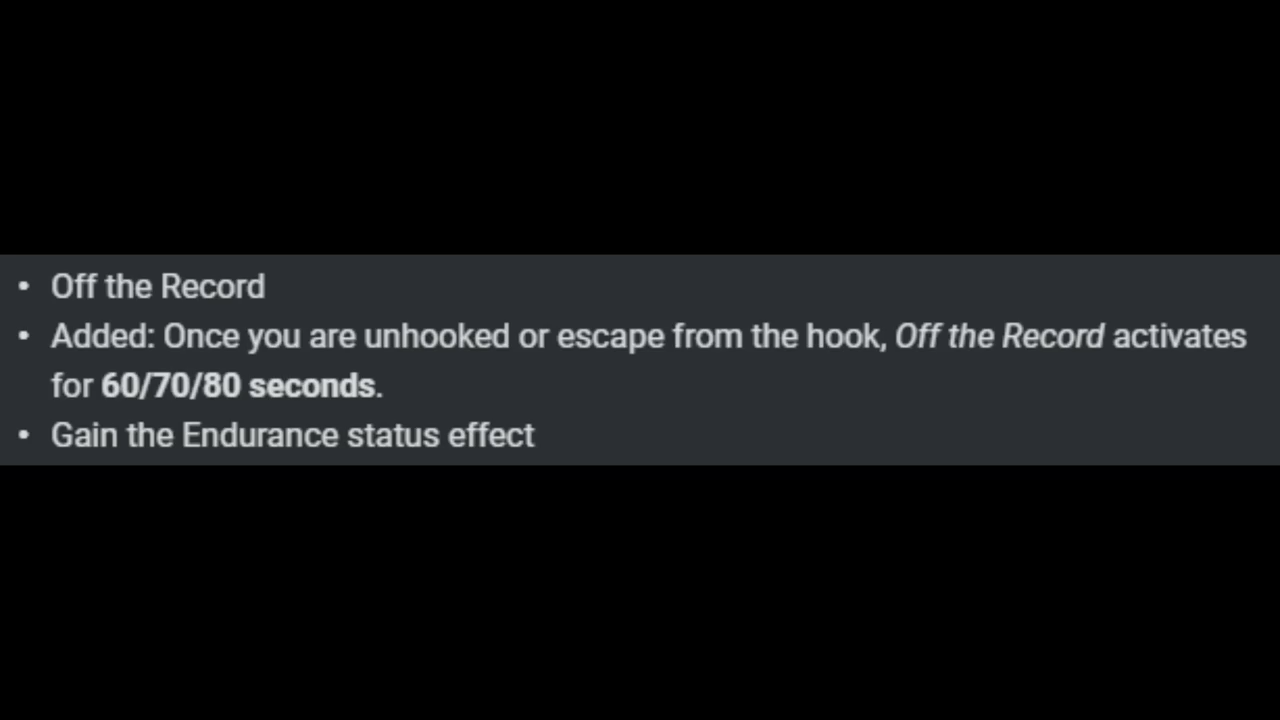 • Off the Record
• Added: Once you are unhooked or escape from the hook, Off the Record activates
for 60/70/80 seconds.
• Gain the Endurance status effect